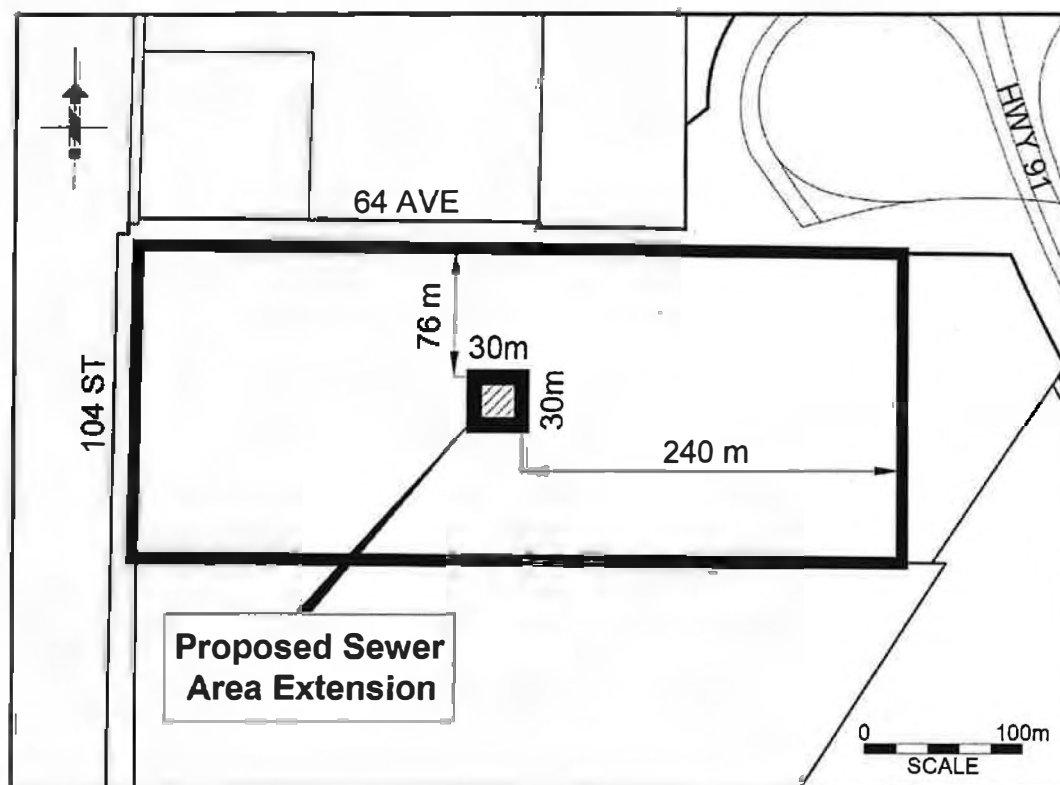 HWY 91
64 AVE
76 m
30m
30m
104 ST
240 m
Proposed Sewer
Area Extension
0 100m
SCALE